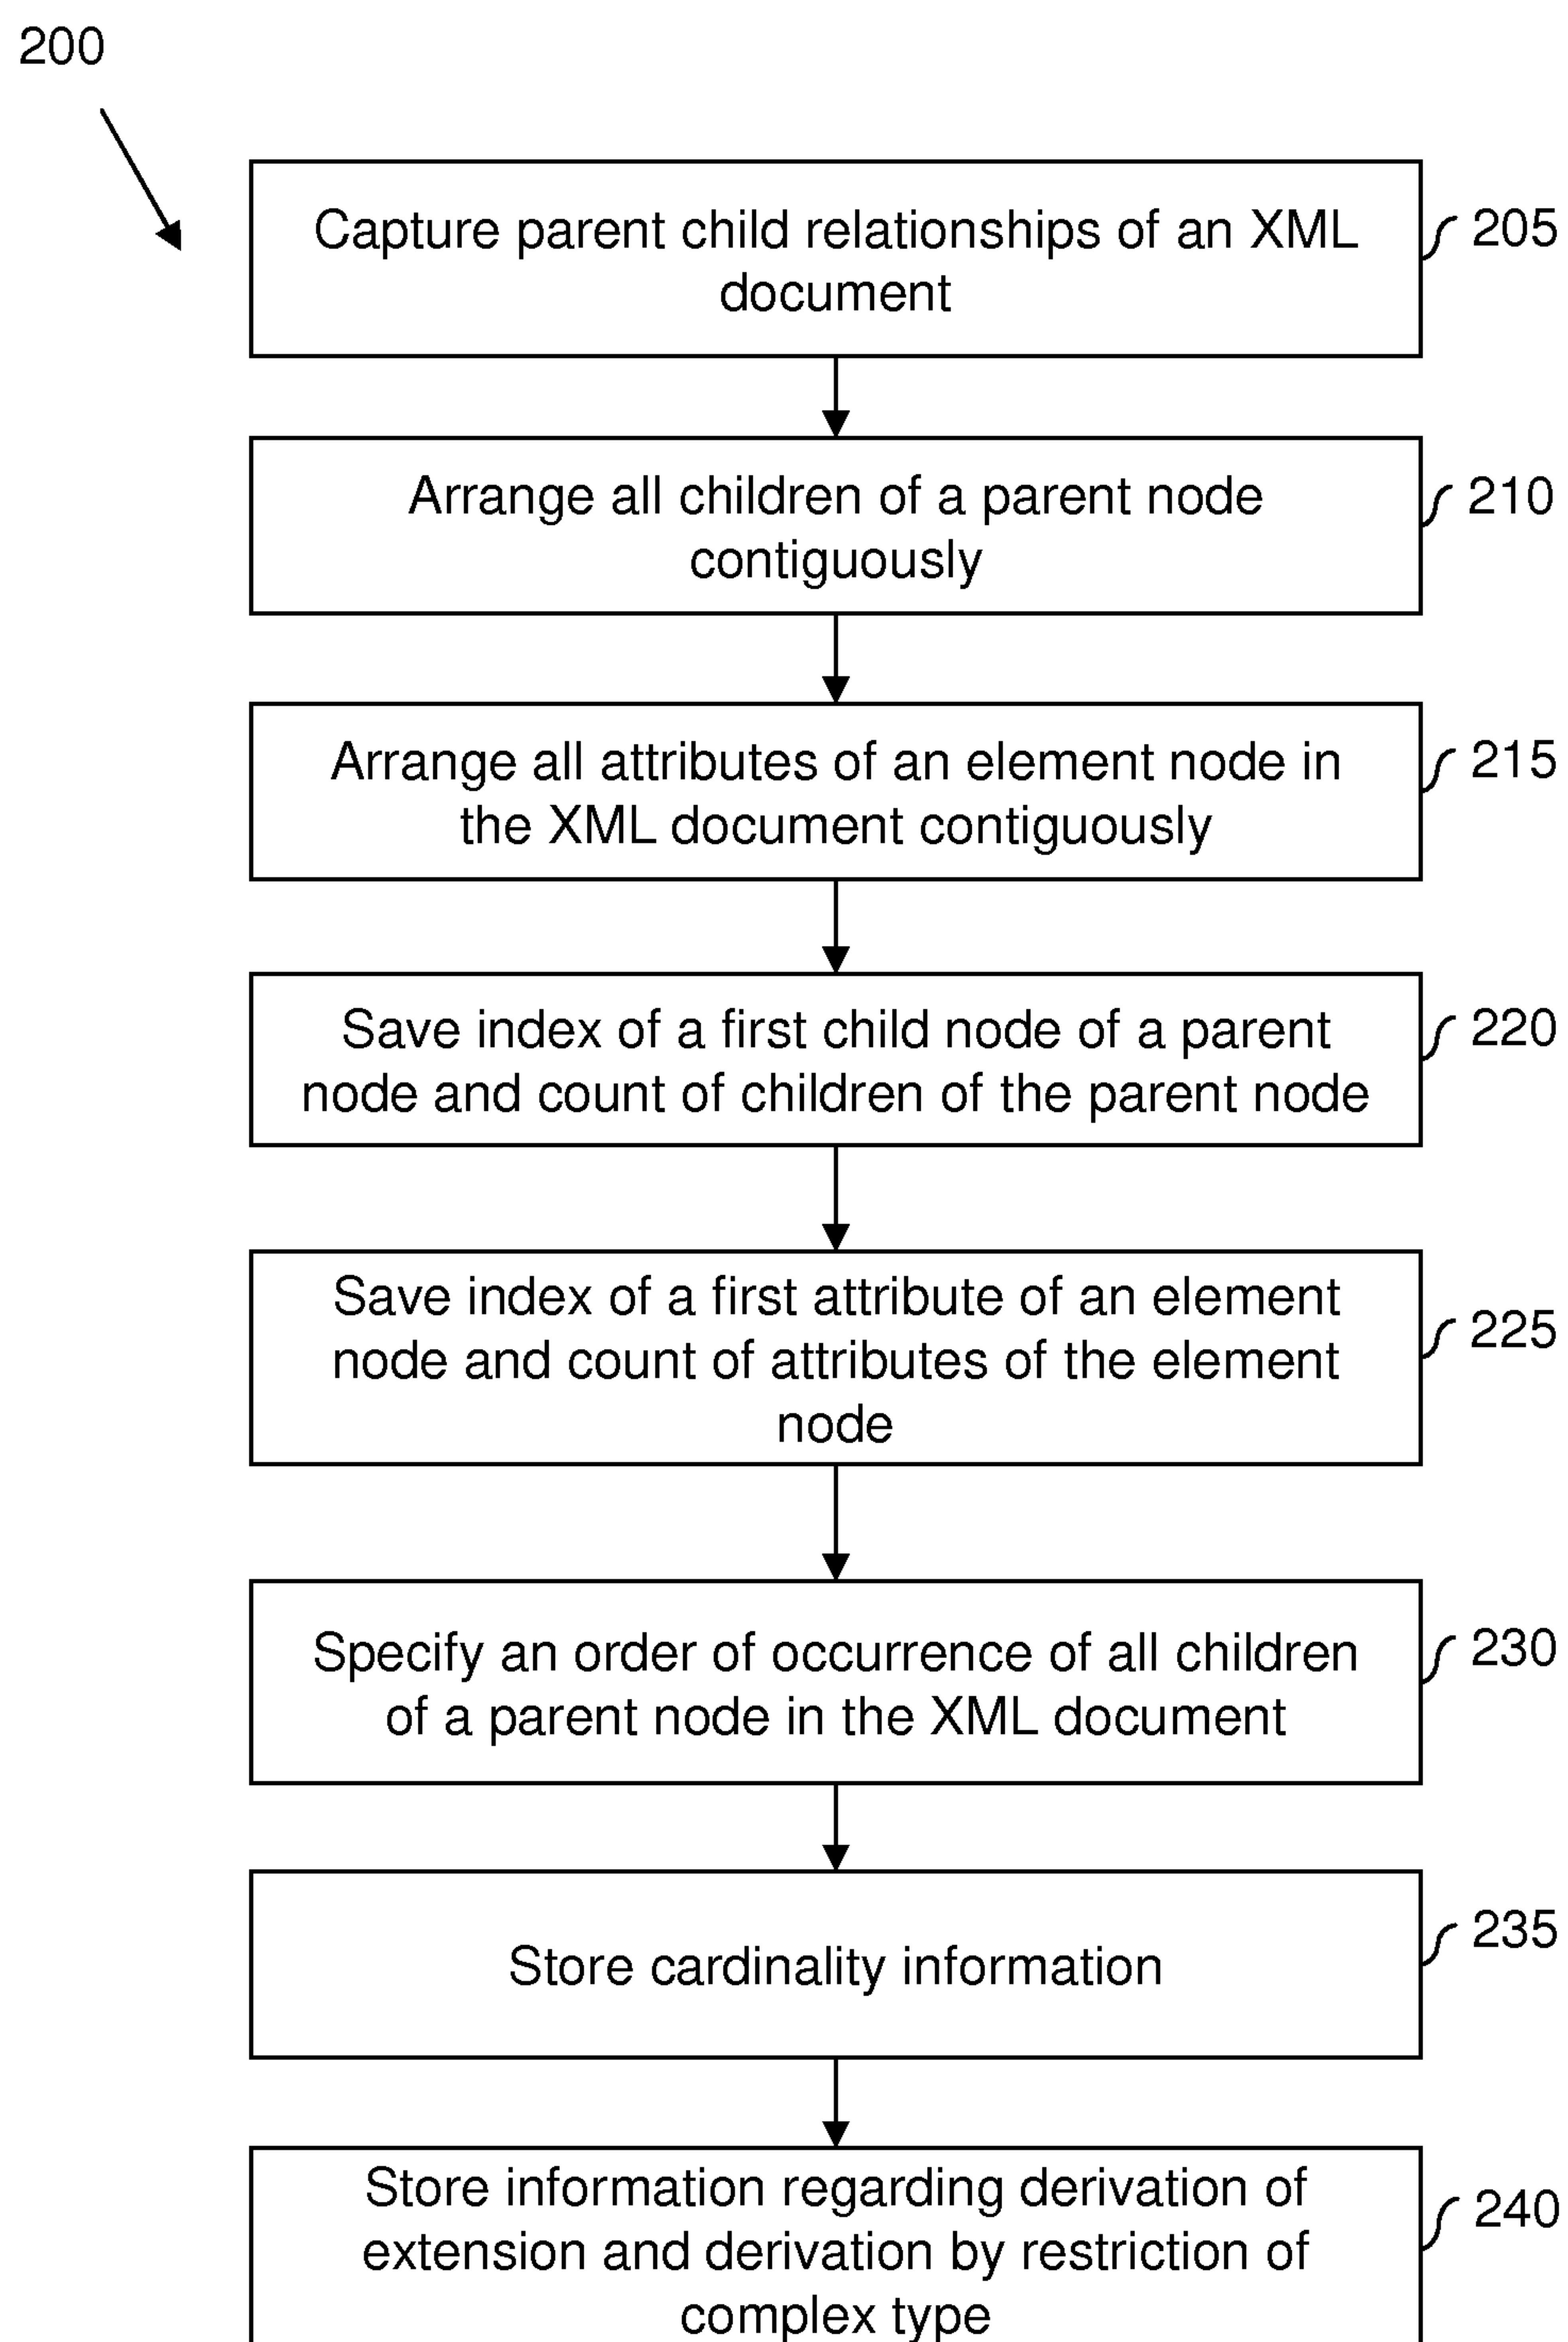 200
Capture parent child relationships of an XML
document
205
Arrange all children of a parent node
contiguously
210
Arrange all attributes of an element node in
the XML document contiguously
215
Save index of a first child node of a parent
node and count of children of the parent node
220
Save index of a first attribute of an element
node and count of attributes of the element
node
225
Specify an order of occurrence of all children
of a parent node in the XML document
230
Store cardinality information
235
Store information regarding derivation of
extension and derivation by restriction of
complex type
240